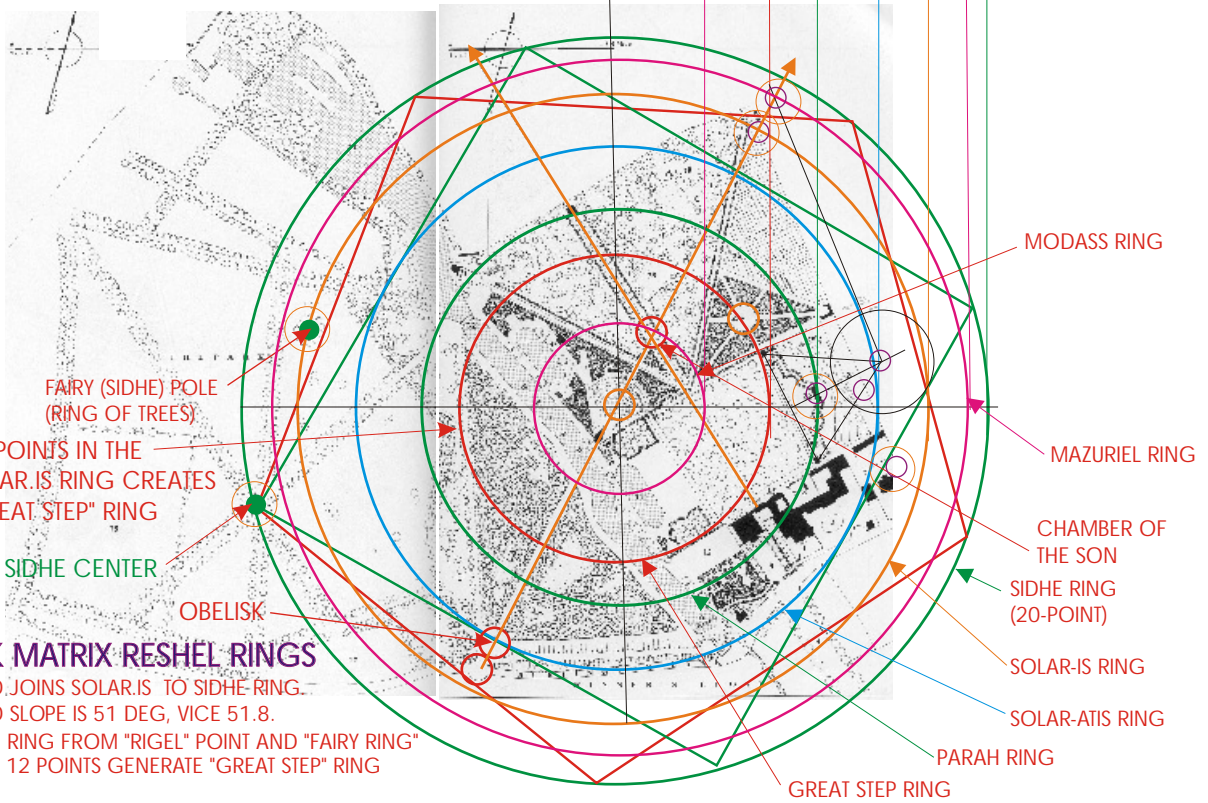 MODASS RING
FAIRY (SIDHE) POLE
(RING OF TREES)
POINTS IN THE
AR.IS RING CREATES
EAT STEP" RING
SIDHE CENTER
OBELISK
MAZURIEL RING
CHAMBER OF
THE SON
SIDHE RING
(20-POINT)
SOLAR-IS RING
SOLAR-ATIS RING
PARAH RING
GREAT STEP RING
K MATRIX RESHEL RINGS
D JOINS SOLAR.IS TO SIDHE RING.
D SLOPE IS 51 DEG, VICE 51.8.
RING FROM "RIGEL" POINT AND "FAIRY RING"
12 POINTS GENERATE "GREAT STEP" RING